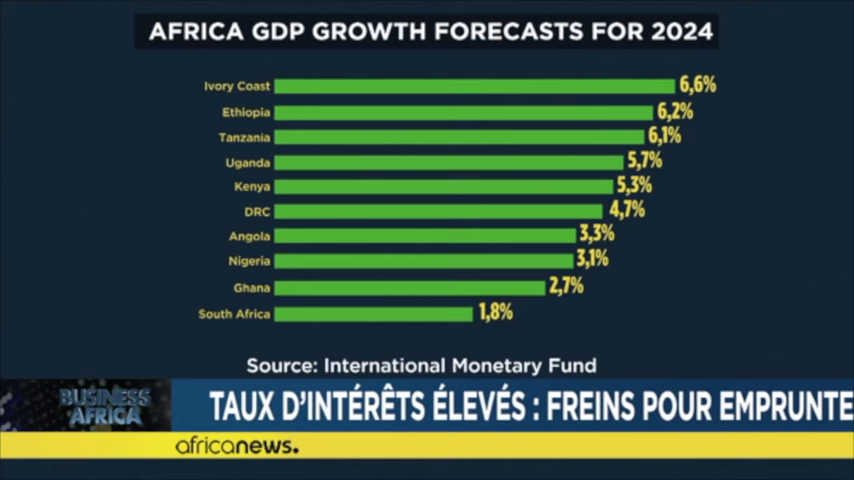 AFRICA GDP GROWTH FORECASTS FOR 2024
Ivory Coast 6,6%
Ethiopia 6,2%
Tanzania 6,1%
Uganda 5,7%
Kenya 5,3%
DRC 4,7%
Angola 3,3%
Nigeria 3,1%
Ghana 2,7%
South Africa 1,8%
Source: International Monetary Fund
BUSINESS
AFRICA
TAUX D'INTÉRÊTS ÉLEVÉS : FREINS POUR EMPRUNTE
africanews.